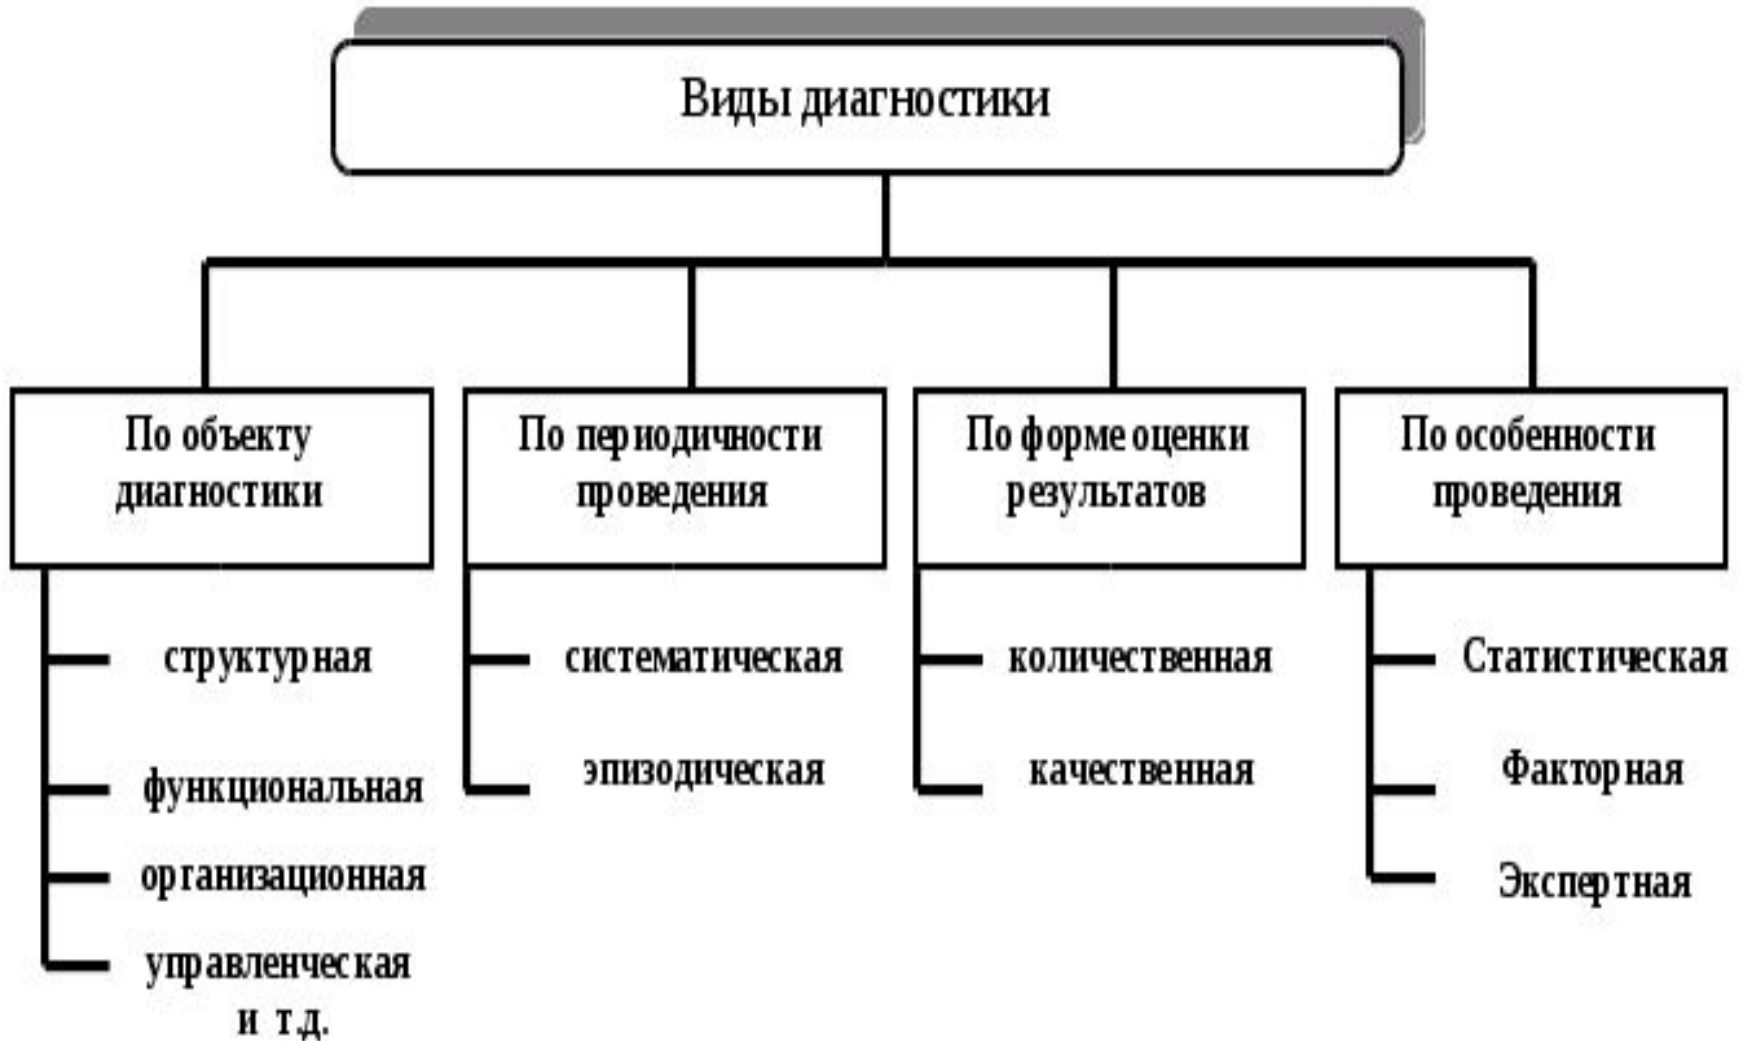 Виды диагностики
По объекту
диагностики
структурная
функциональная
организационная
управленческая
и т.д.
По периодичности
проведения
систематическая
эпизодическая
По форме оценки
результатов
количественная
качественная
По особенности
проведения
Статистическая
Факторная
Экспертная